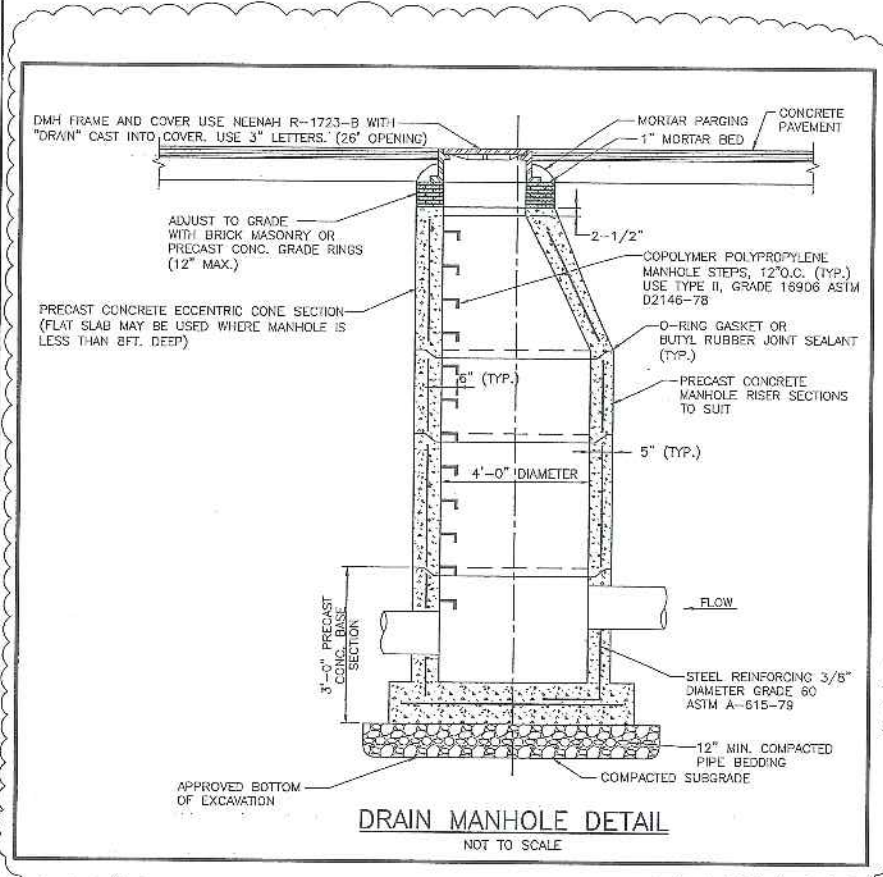 DMH FRAME AND COVER USE NEENAH R-1723-B WITH
"DRAIN" CAST INTO COVER. USE 3" LETTERS. (26" OPENING)
MORTAR PARGING
1" MORTAR BED
CONCRETE
PAVEMENT
ADJUST TO GRADE
WITH BRICK MASONRY OR
PRECAST CONC. GRADE RINGS
(12" MAX.)
2-1/2"
COPOLYMER POLYPROPYLENE
MANHOLE STEPS, 12"O.C. (TYP.)
USE TYPE II, GRADE 16906 ASTM
D2146-78
PRECAST CONCRETE ECCENTRIC CONE SECTION
(FLAT SLAB MAY BE USED WHERE MANHOLE IS
LESS THAN 8FT. DEEP)
O-RING GASKET OR
BUTYL RUBBER JOINT SEALANT
(TYP.)
6" (TYP.)
PRECAST CONCRETE
MANHOLE RISER SECTIONS
TO SUIT
5" (TYP.)
4'-0" DIAMETER
3'-0" PRECAST
CONC. BASE
SECTION
FLOW
STEEL REINFORCING 3/8"
DIAMETER GRADE 60
ASTM A-615-79
12" MIN. COMPACTED
PIPE BEDDING
COMPACTED SUBGRADE
APPROVED BOTTOM
OF EXCAVATION
DRAIN MANHOLE DETAIL
NOT TO SCALE